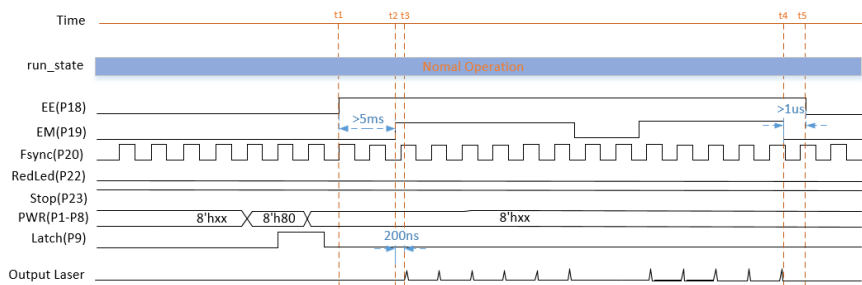 Time t1 t2 t3 t4 t5
run_state Nomal Operation
EE(P18)
>5ms >1us
EM(P19)
Fsync(P20)
RedLed(P22)
Stop(P23)
PWR(P1-P8) 8'hxx 8'h80 8'hxx
Latch(P9) 200ns
Output Laser